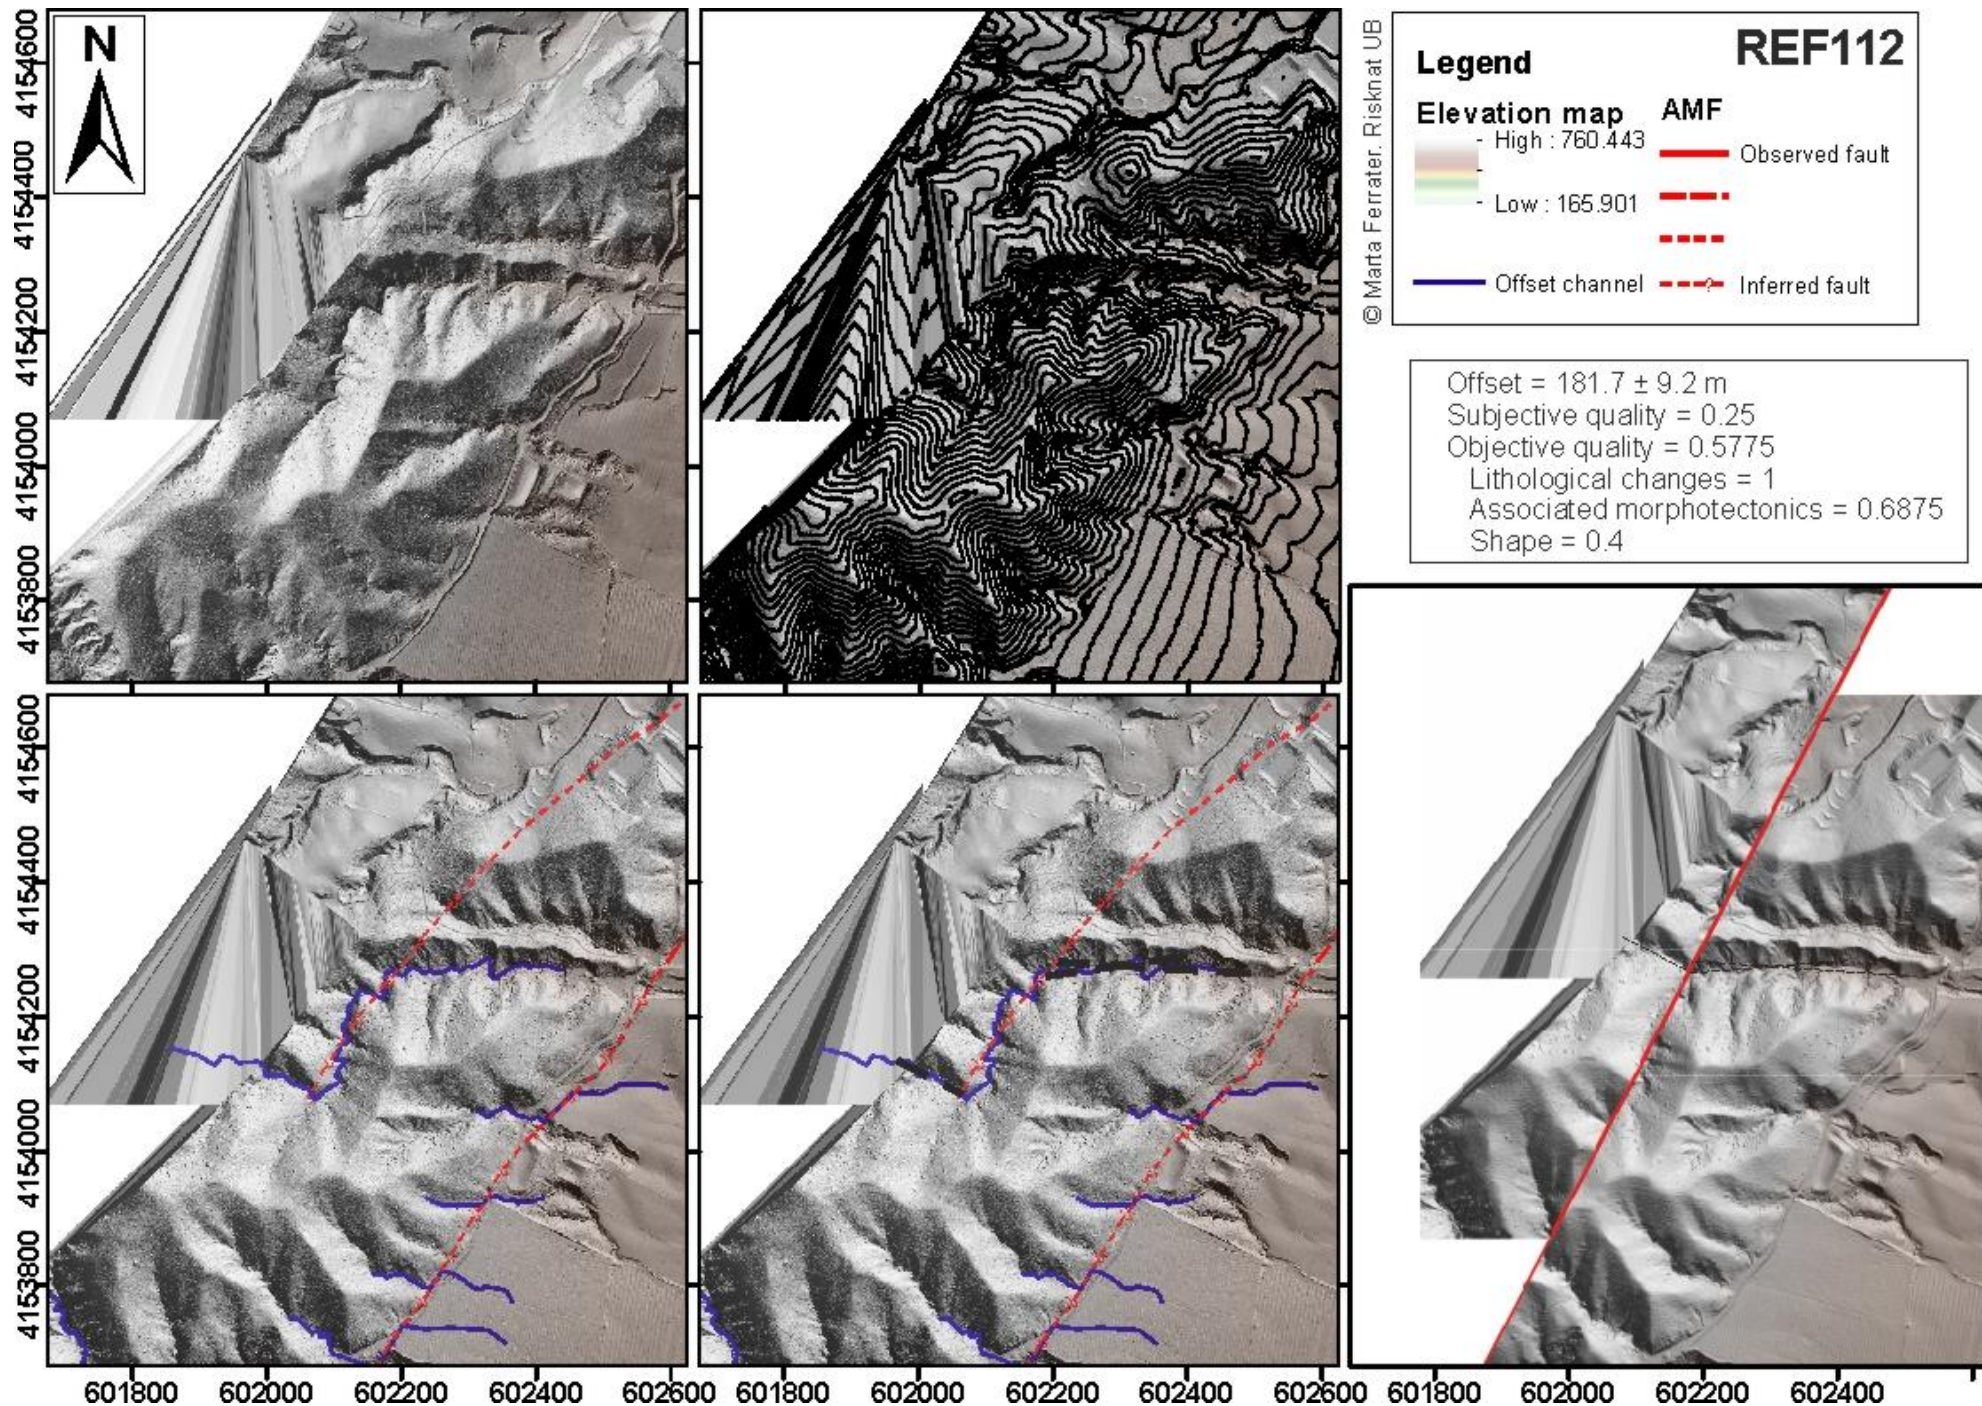 N
4154600
4154400
4154200
4154000
4153800
© Marta Ferrater. Risknat UB
REF112
Legend
Elevation map
AMF
High : 760.443
Low : 165.901
Observed fault
Offset channel
?
Inferred fault
Offset = 181.7 ± 9.2 m
Subjective quality = 0.25
Objective quality = 0.5775
Lithological changes = 1
Associated morphotectonics = 0.6875
Shape = 0.4
4154600
4154400
4154200
4154000
4153800
601800 602000 602200 602400 602600
601800 602000 602200 602400 602600
601800 602000 602200 602400